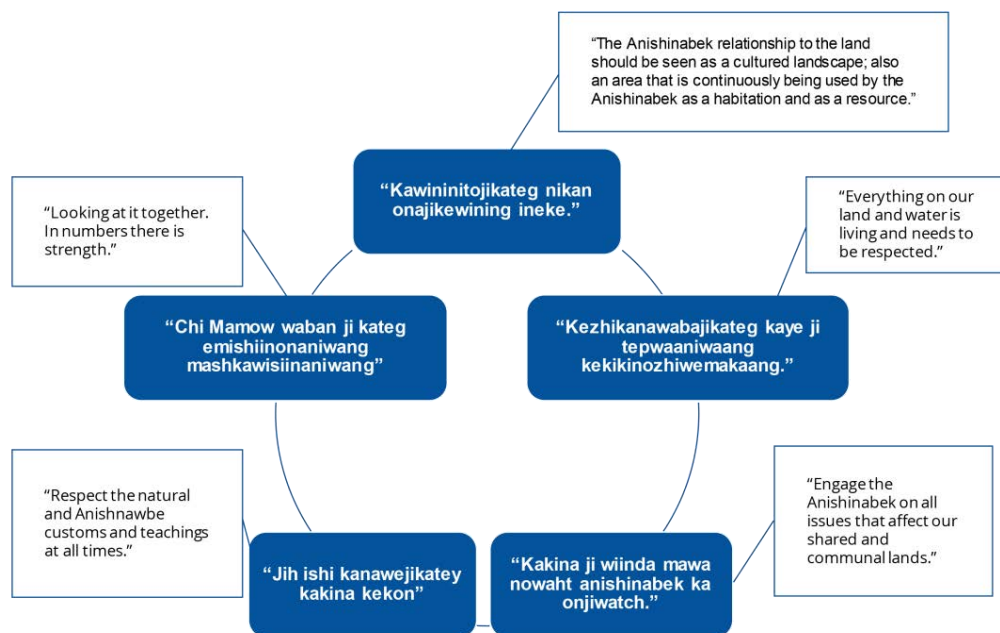 “The Anishinabek relationship to the land
should be seen as a cultured landscape; also
an area that is continuously being used by the
Anishinabek as a habitation and as a resource.”
“Kawininitojikateg nikan
onajikewining ineke.”
“Looking at it together.
In numbers there is
strength.”
“Everything on our
land and water is
living and needs to
be respected.”
“Chi Mamow waban ji kateg
emishiinonaniwang
mashkawisiinaniwang”
“Kezhikanawabajikateg kaye ji
tepwaaniwaang
kekikinozhiwemakaang.”
“Respect the natural
and Anishnawbe
customs and teachings
at all times.”
“Engage the
Anishinabek on all
issues that affect our
shared and
communal lands.”
“Jih ishi kanawejikatey
kakina kekon”
“Kakina ji wiinda mawa
nowaht anishinabek ka
onjiwatch.”